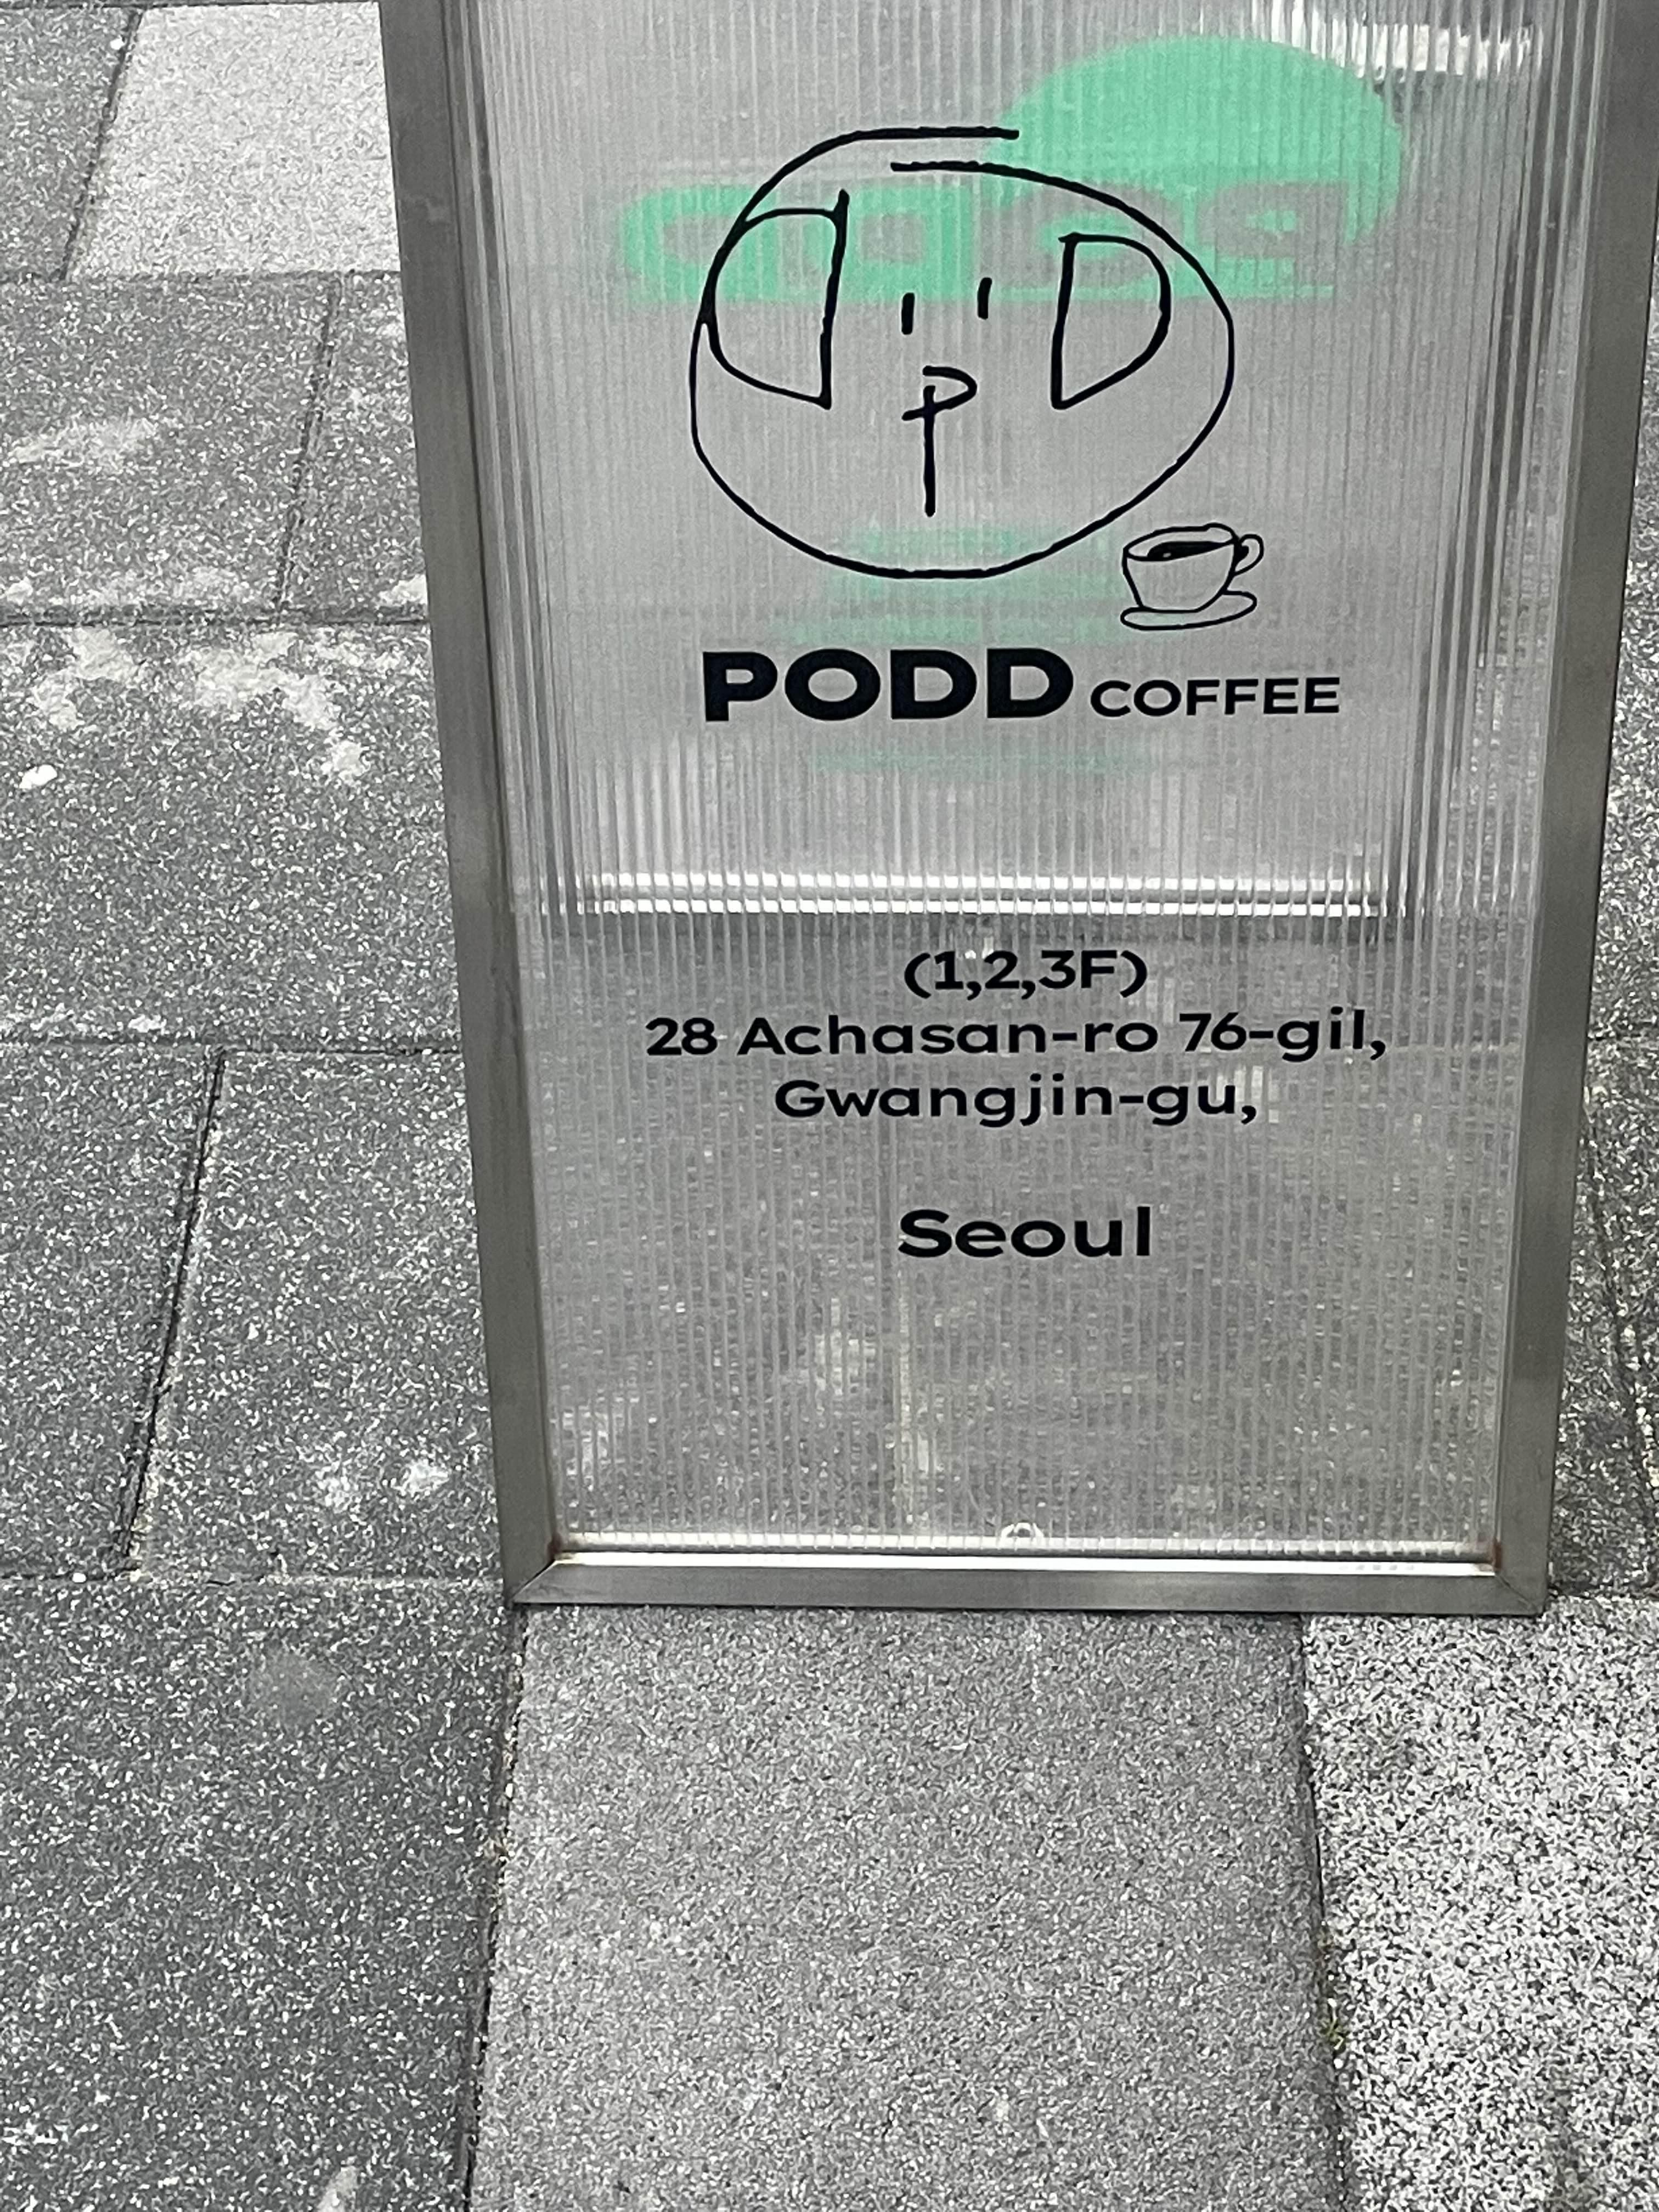 P
PODD COFFEE
(1,2,3F)
28 Achasan-ro 76-gil,
Gwangjin-gu,
Seoul